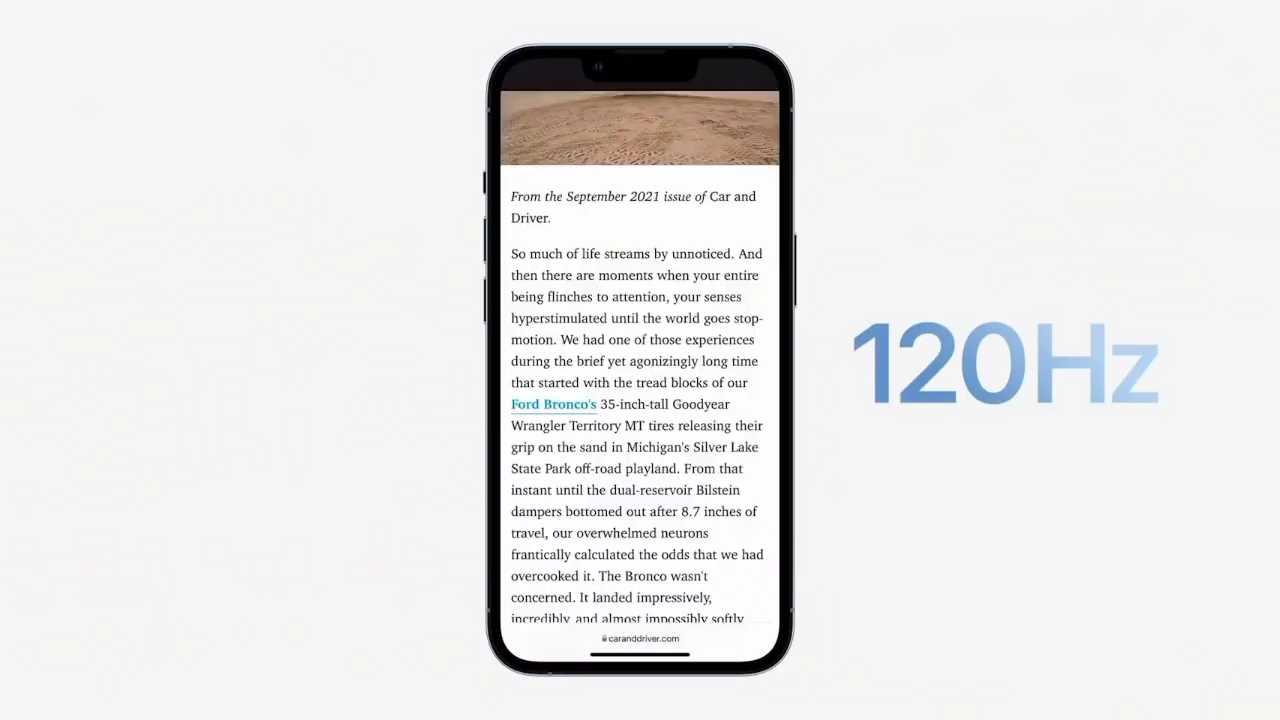 From the September 2021 issue of Car and
Driver.
So much of life streams by unnoticed. And
then there are moments when your entire
being flinches to attention, your senses
hyperstimulated until the world goes stop-
motion. We had one of those experiences
during the brief yet agonizingly long time
that started with the tread blocks of our
Ford Bronco's 35-inch-tall Goodyear
Wrangler Territory MT tires releasing their
grip on the sand in Michigan's Silver Lake
State Park off-road playland. From that
instant until the dual-reservoir Bilstein
dampers bottomed out after 8.7 inches of
travel, our overwhelmed neurons
frantically calculated the odds that we had
overcooked it. The Bronco wasn't
concerned. It landed impressively,
incredibly, and almost impossibly softly
caranddriver.com
120Hz